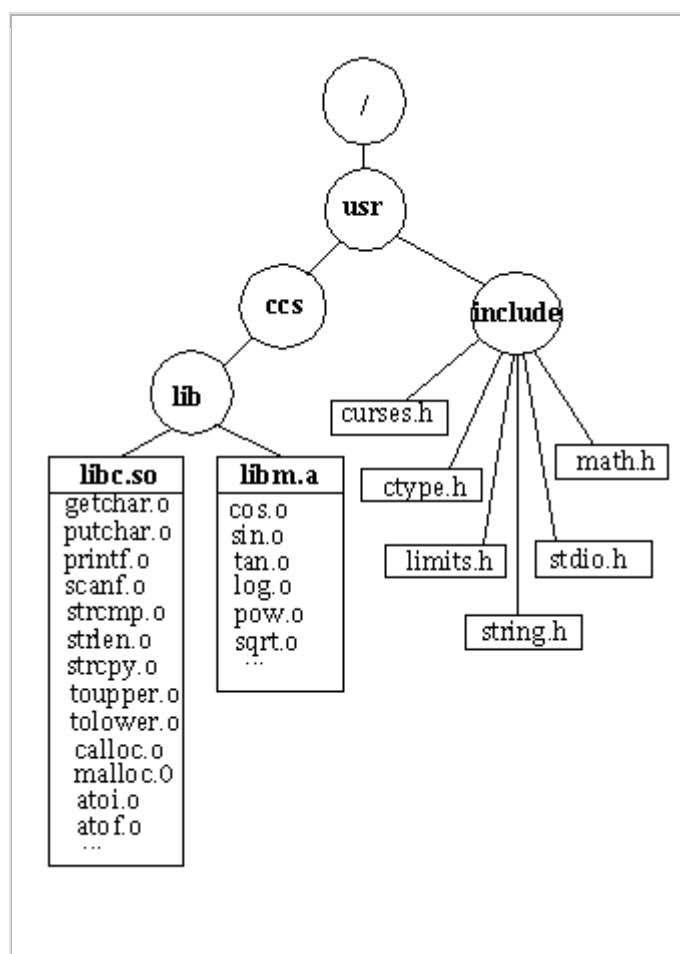 /
usr
ccs
include
lib
curses.h
ctype.h
math.h
limits.h
stdio.h
string.h
libc.so
getchar.o
putchar.o
printf.o
scanf.o
strcmp.o
strlen.o
strcpy.o
toupper.o
tolower.o
calloc.o
malloc.O
atoi.o
atof.o
...
libm.a
cos.o
sin.o
tan.o
log.o
pow.o
sqrt.o
...